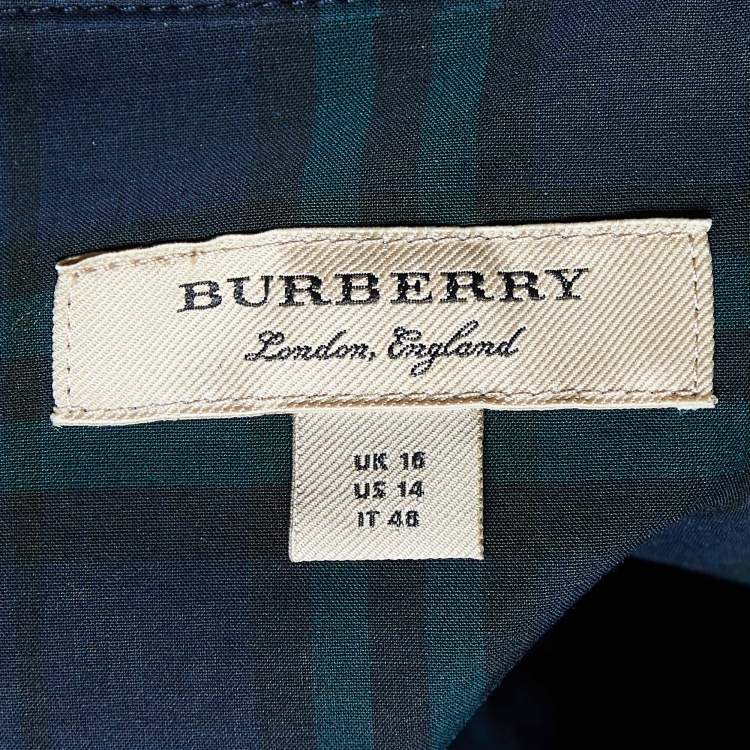 BURBERRY
London, England
UK 16
US 14
IT 48